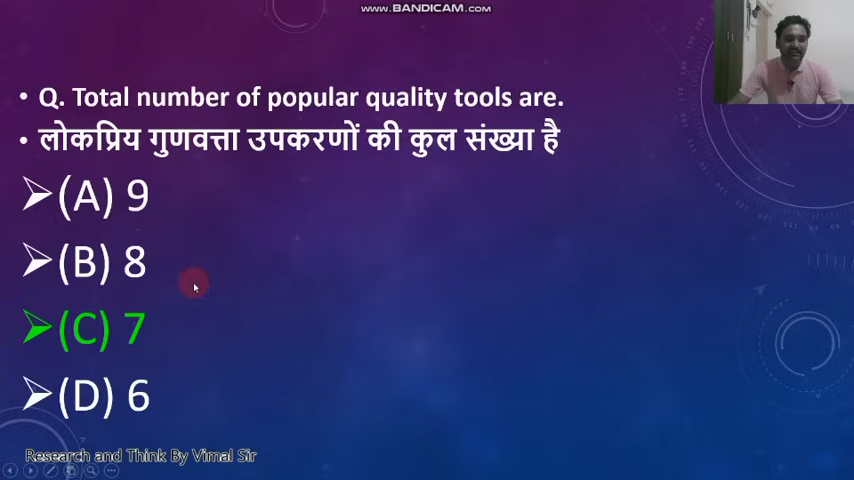 www.BANDICAM.com
• Q. Total number of popular quality tools are.
• लोकप्रिय गुणवत्ता उपकरणों की कुल संख्या है
(A) 9
(B) 8
(C) 7
(D) 6
Research and Think By Vimal Sir